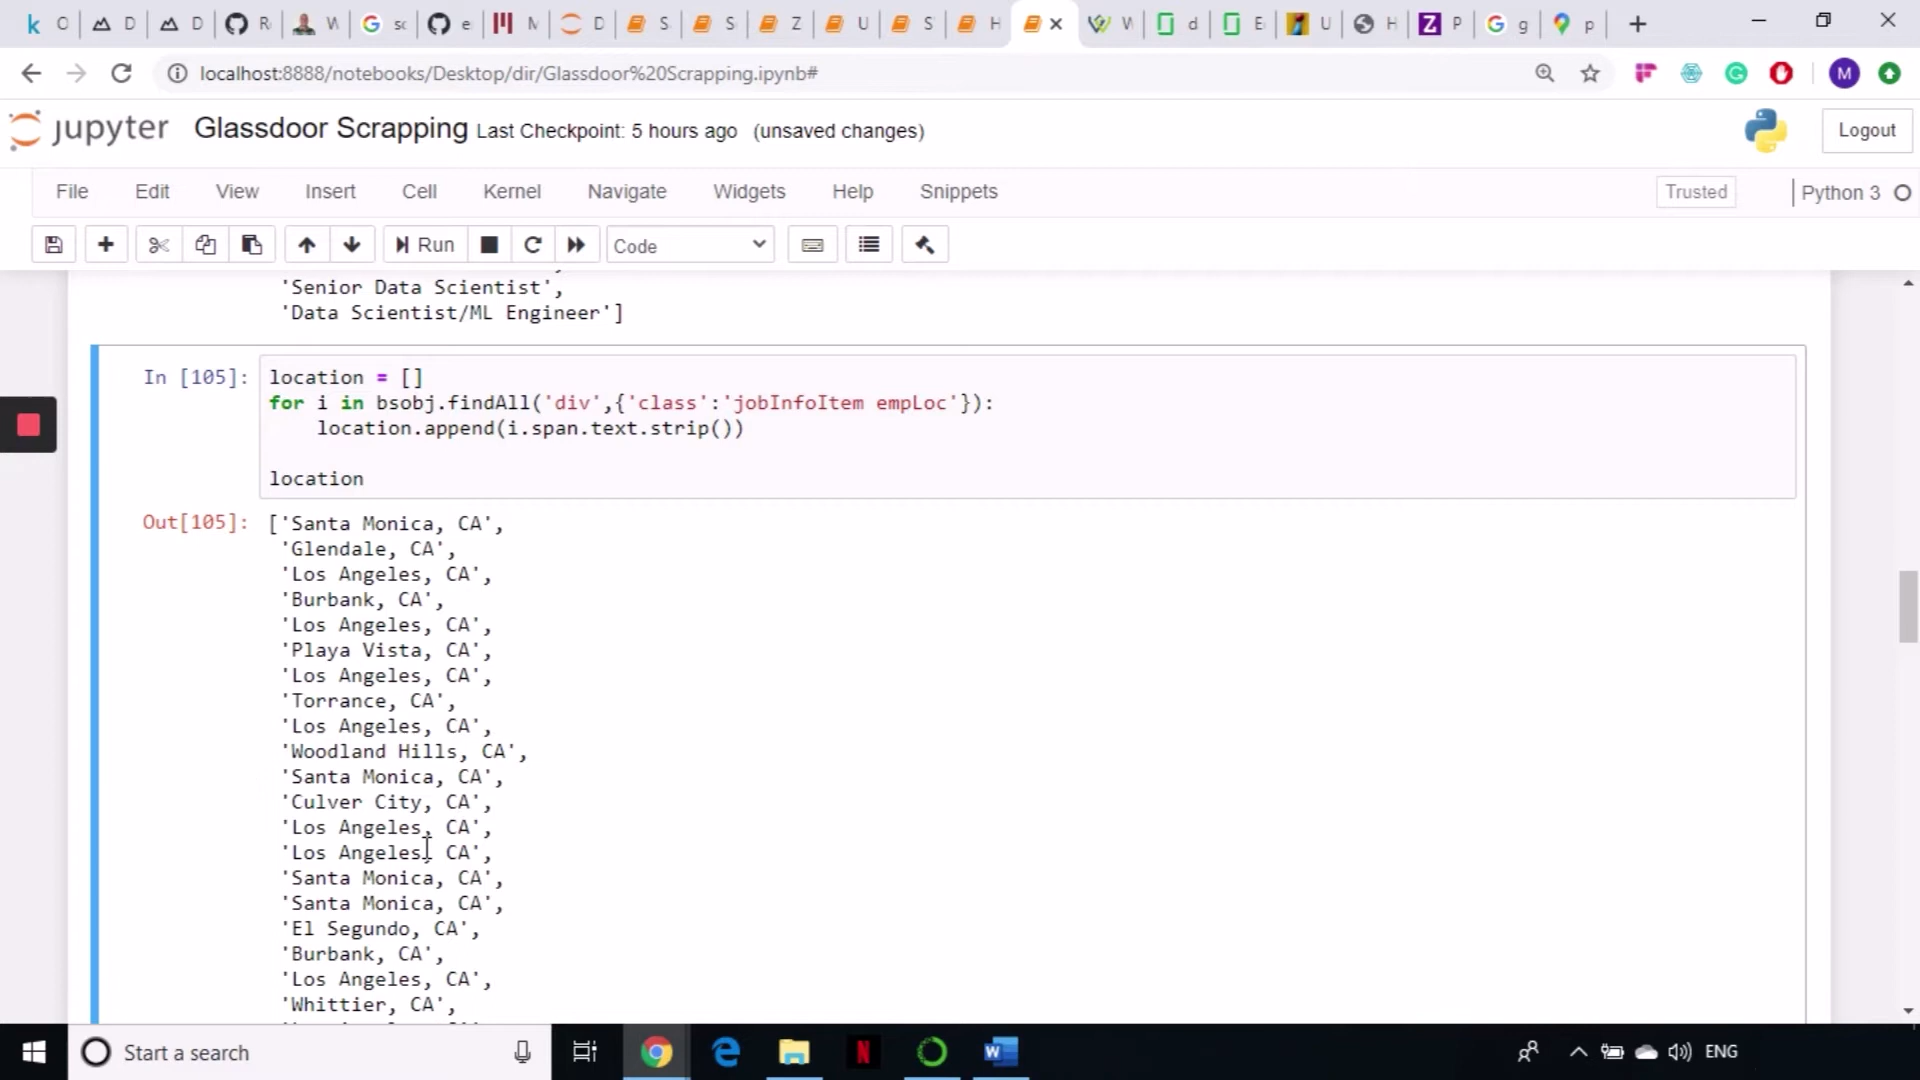 k O D D R W G sc e M D S S Z U S H W d E U H Z P G g p
localhost:8888/notebooks/Desktop/dir/Glassdoor%20Scrapping.ipynb#
M
jupyter Glassdoor Scrapping Last Checkpoint: 5 hours ago (unsaved changes) Logout
File Edit View Insert Cell Kernel Navigate Widgets Help Snippets Trusted Python 3
Run Code
'Senior Data Scientist',
'Data Scientist/ML Engineer']
In [105]: location = []
for i in bsobj.findAll('div',{'class':'jobInfoItem empLoc'}):
location.append(i.span.text.strip())
location
Out[105]: ['Santa Monica, CA',
'Glendale, CA',
'Los Angeles, CA',
'Burbank, CA',
'Los Angeles, CA',
'Playa Vista, CA',
'Los Angeles, CA',
'Torrance, CA',
'Los Angeles, CA',
'Woodland Hills, CA',
'Santa Monica, CA',
'Culver City, CA',
'Los Angeles, CA',
'Los Angeles, CA',
'Santa Monica, CA',
'Santa Monica, CA',
'El Segundo, CA',
'Burbank, CA',
'Los Angeles, CA',
'Whittier, CA',
Start a search ENG